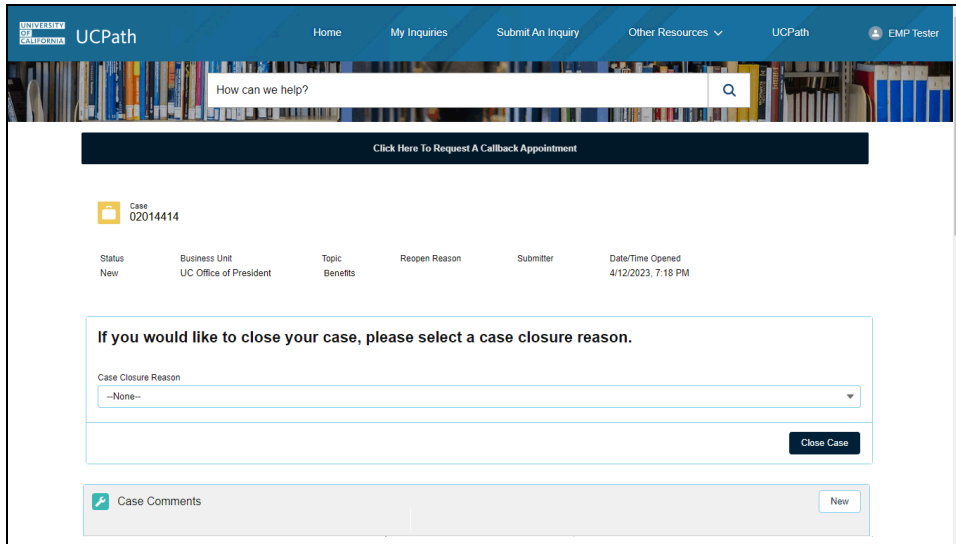 UNIVERSITY
OF
CALIFORNIA
UCPath
Home My Inquiries Submit An Inquiry Other Resources UCPath EMP Tester
How can we help?
Click Here To Request A Callback Appointment
Case
02014414
Status Business Unit Topic Reopen Reason Submitter Date/Time Opened
New UC Office of President Benefits 4/12/2023, 7:18 PM
If you would like to close your case, please select a case closure reason.
Case Closure Reason
--None--
Close Case
Case Comments New